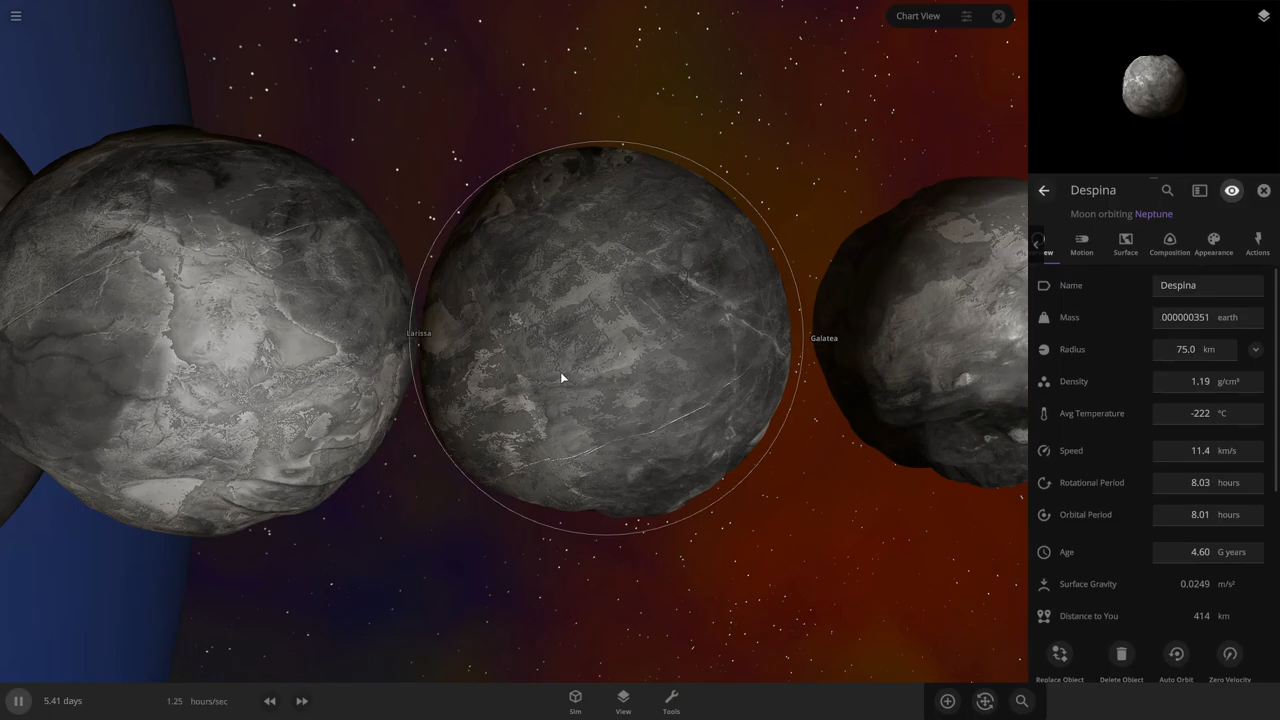 Chart View
Larissa
Galatea
Despina
Moon orbiting Neptune
Motion
Surface
Composition
Appearance
Actions
Name Despina
Mass 000000351 earth
Radius 75.0 km
Density 1.19 g/cm³
Avg Temperature -222 °C
Speed 11.4 km/s
Rotational Period 8.03 hours
Orbital Period 8.01 hours
Age 4.60 G years
Surface Gravity 0.0249 m/s²
Distance to You 414 km
Replace Object
Delete Object
Auto Orbit
Zero Velocity
5.41 days
1.25 hours/sec
Sim
View
Tools